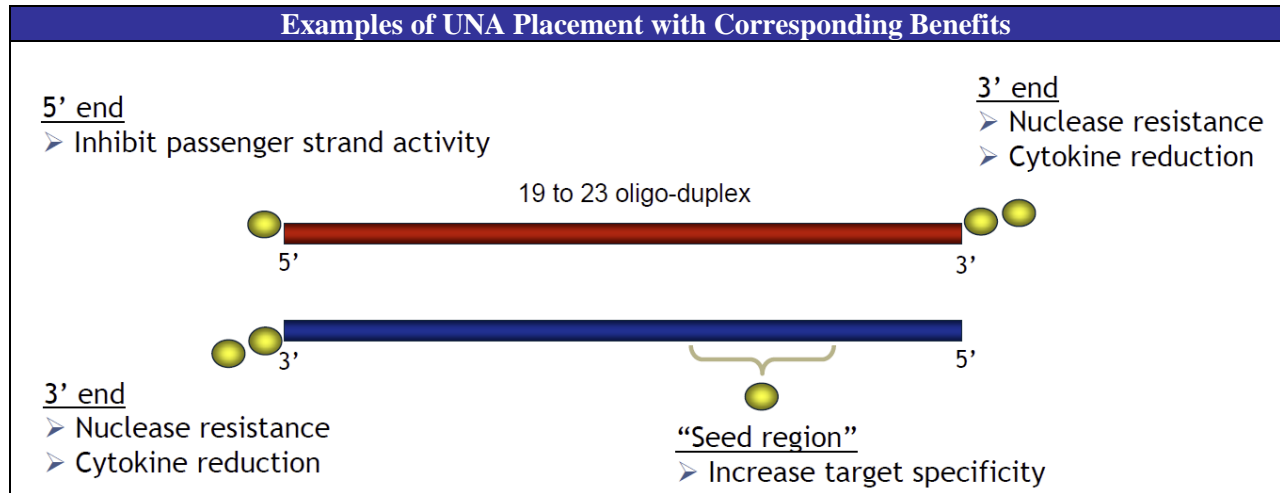 Examples of UNA Placement with Corresponding Benefits
5’ end
➢ Inhibit passenger strand activity
3’ end
➢ Nuclease resistance
➢ Cytokine reduction
19 to 23 oligo-duplex
5’
3’
3’
5’
3’ end
➢ Nuclease resistance
➢ Cytokine reduction
“Seed region”
➢ Increase target specificity